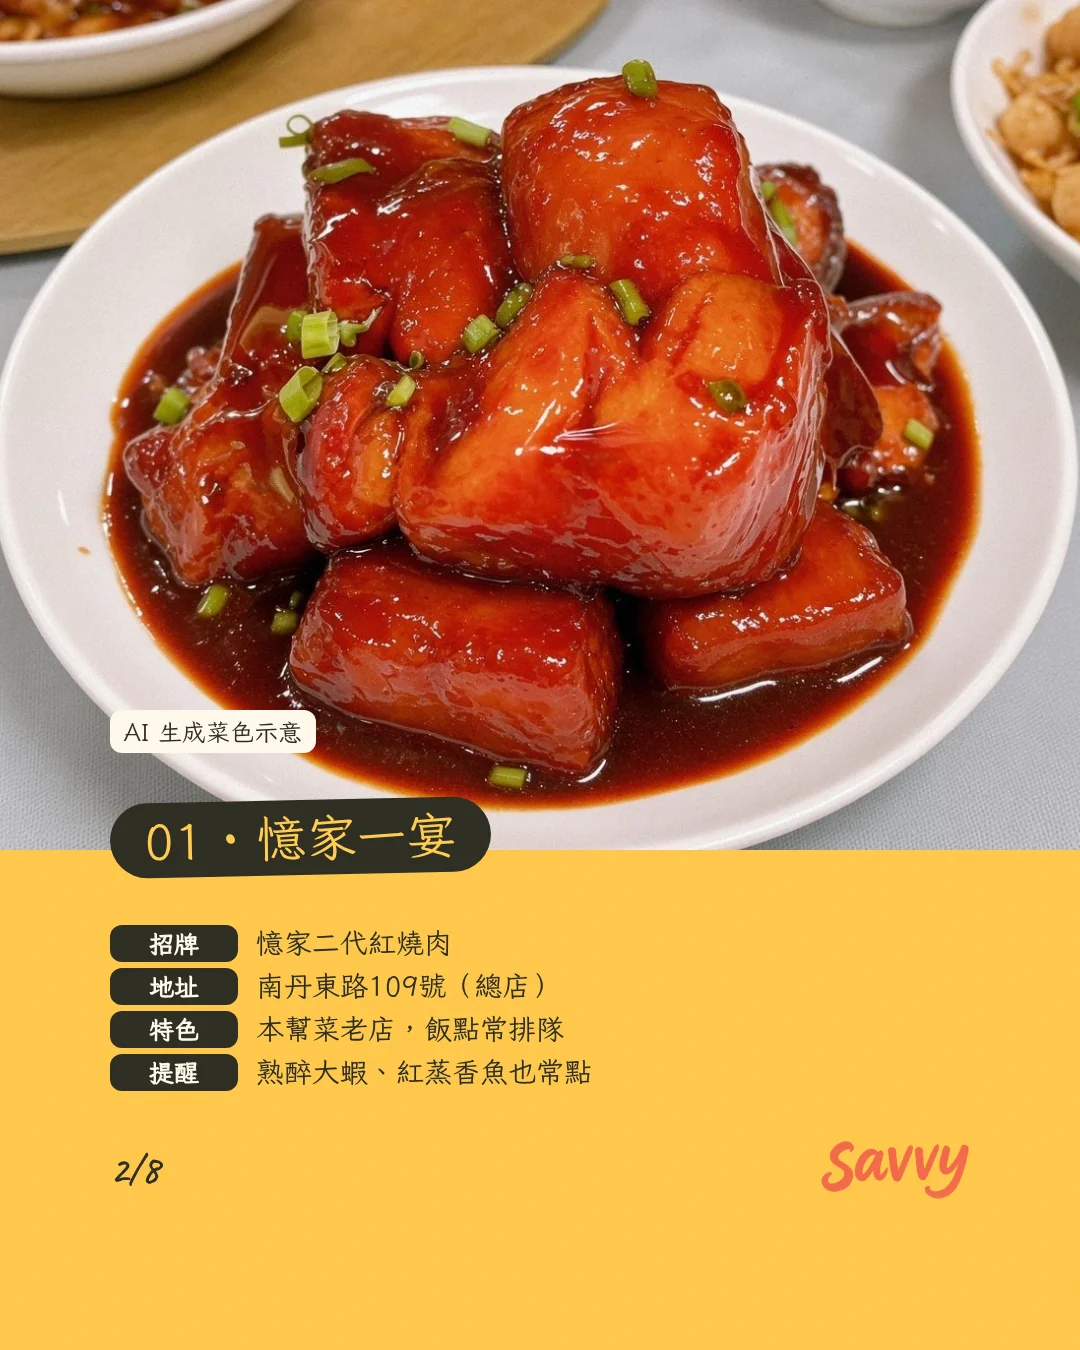 AI 生成菜色示意
01・憶家一宴
招牌 憶家二代紅燒肉
地址 南丹東路109號（總店）
特色 本幫菜老店，飯點常排隊
提醒 熟醉大蝦、紅蒸香魚也常點
2/8
Savvy